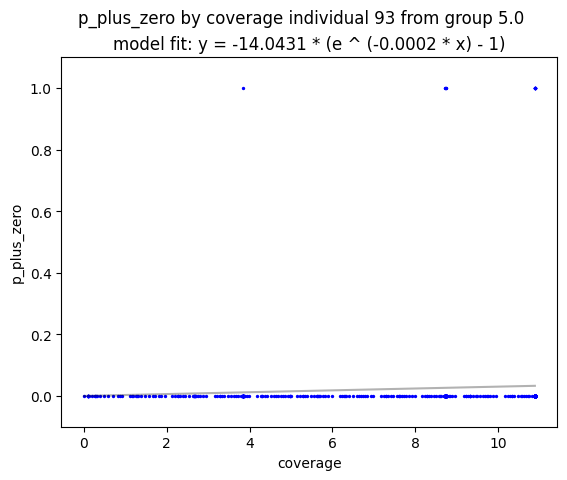 p_plus_zero by coverage individual 93 from group 5.0
model fit: y = -14.0431 * (e ^ (-0.0002 * x) - 1)
1.0
0.8
0.6
0.4
0.2
0.0
p_plus_zero
0 2 4 6 8 10
coverage